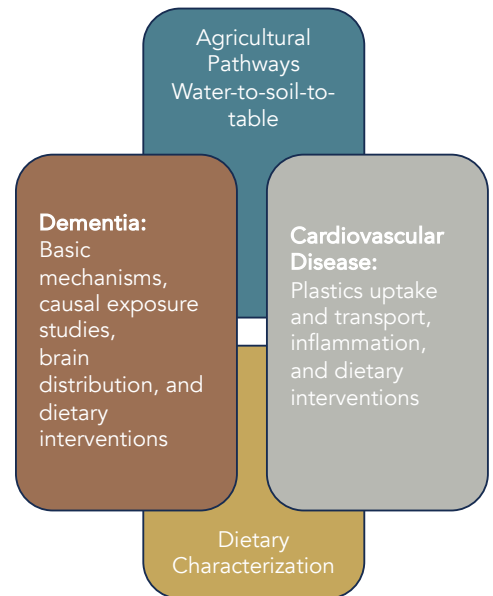 Agricultural
Pathways
Water-to-soil-to-
table
Dementia:
Basic
mechanisms,
causal exposure
studies,
brain
distribution, and
dietary
interventions
Cardiovascular
Disease:
Plastics uptake
and transport,
inflammation,
and dietary
interventions
Dietary
Characterization